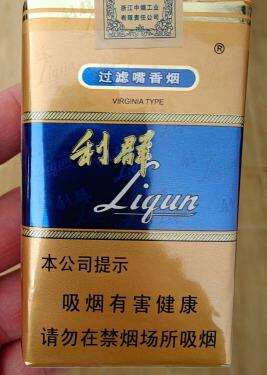 浙江中烟工业
有限责任公司
®
过滤嘴香烟
VIRGINIA TYPE
利群
Liqun
本公司提示
吸烟有害健康
请勿在禁烟场所吸烟